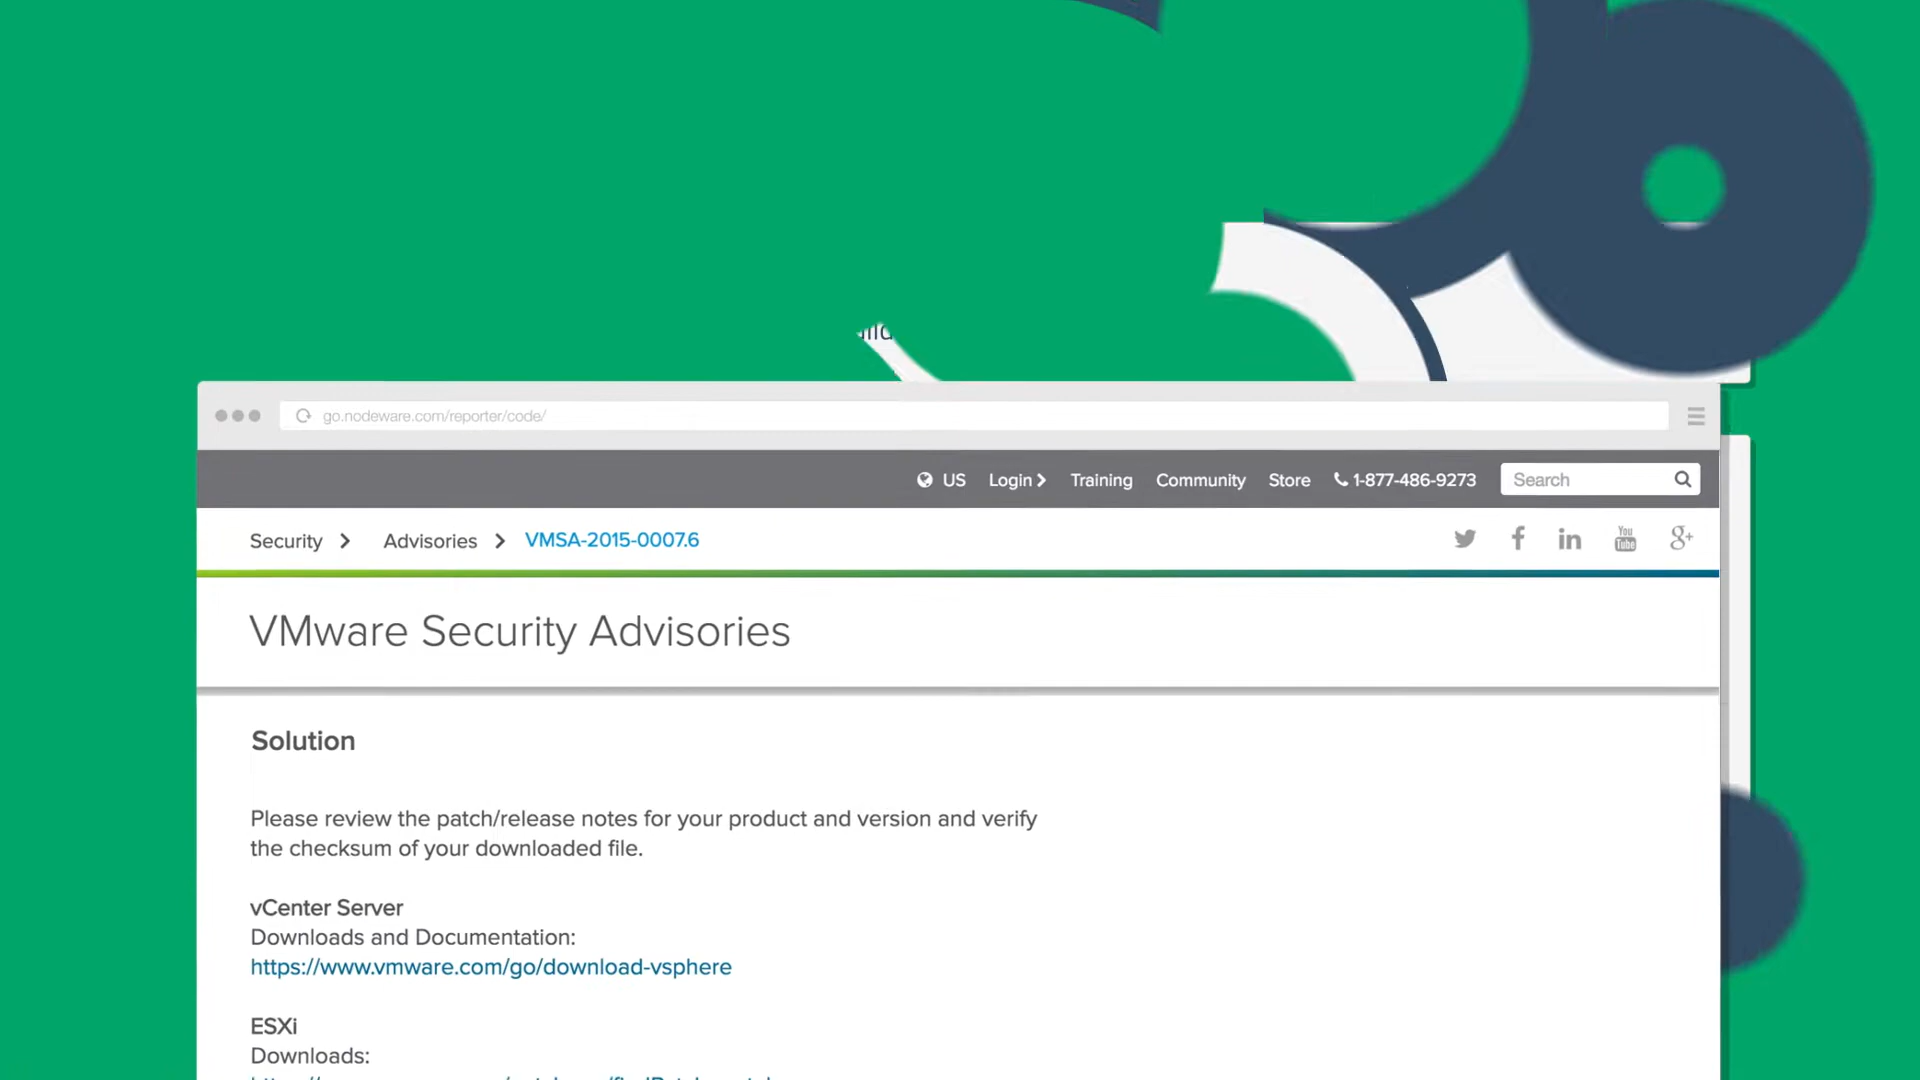 go.nodeware.com/reporter/code/
US Login Training Community Store 1-877-486-9273 Search
Security > Advisories > VMSA-2015-0007.6
You Tube
g+
VMware Security Advisories
Solution
Please review the patch/release notes for your product and version and verify
the checksum of your downloaded file.
vCenter Server
Downloads and Documentation:
https://www.vmware.com/go/download-vsphere
ESXi
Downloads: